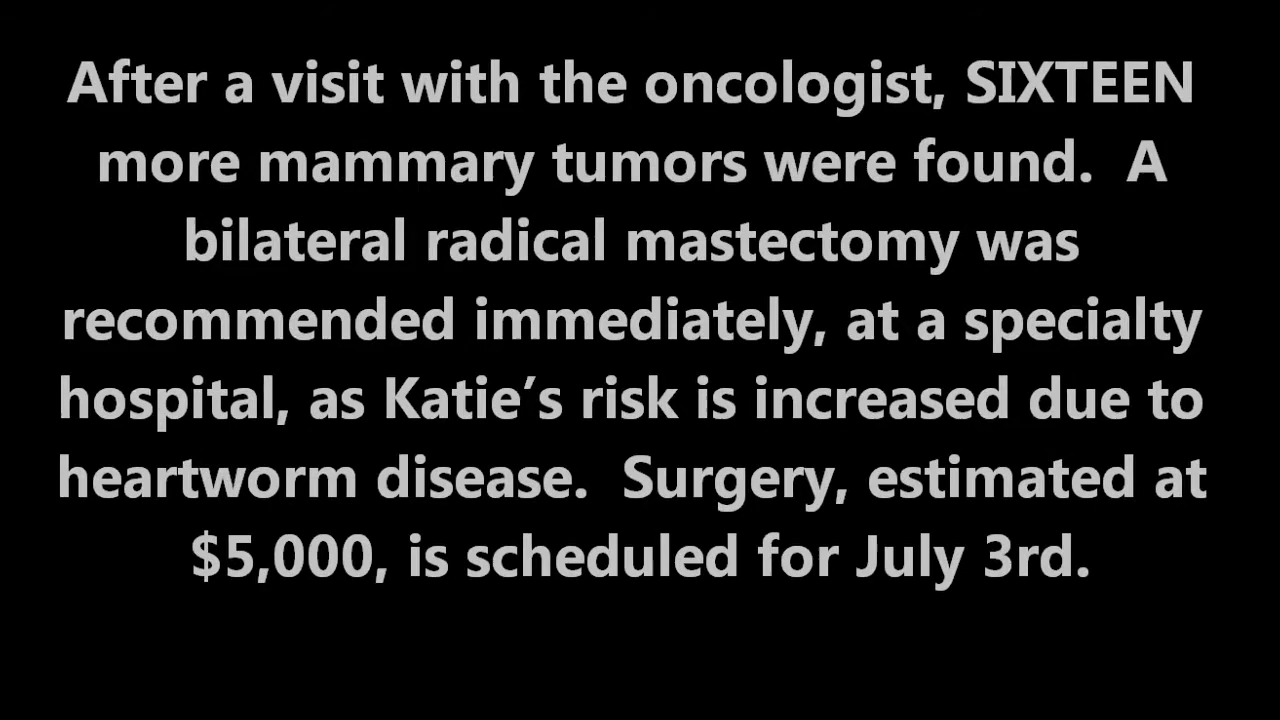 After a visit with the oncologist, SIXTEEN
more mammary tumors were found.  A
bilateral radical mastectomy was
recommended immediately, at a specialty
hospital, as Katie’s risk is increased due to
heartworm disease.  Surgery, estimated at
$5,000, is scheduled for July 3rd.